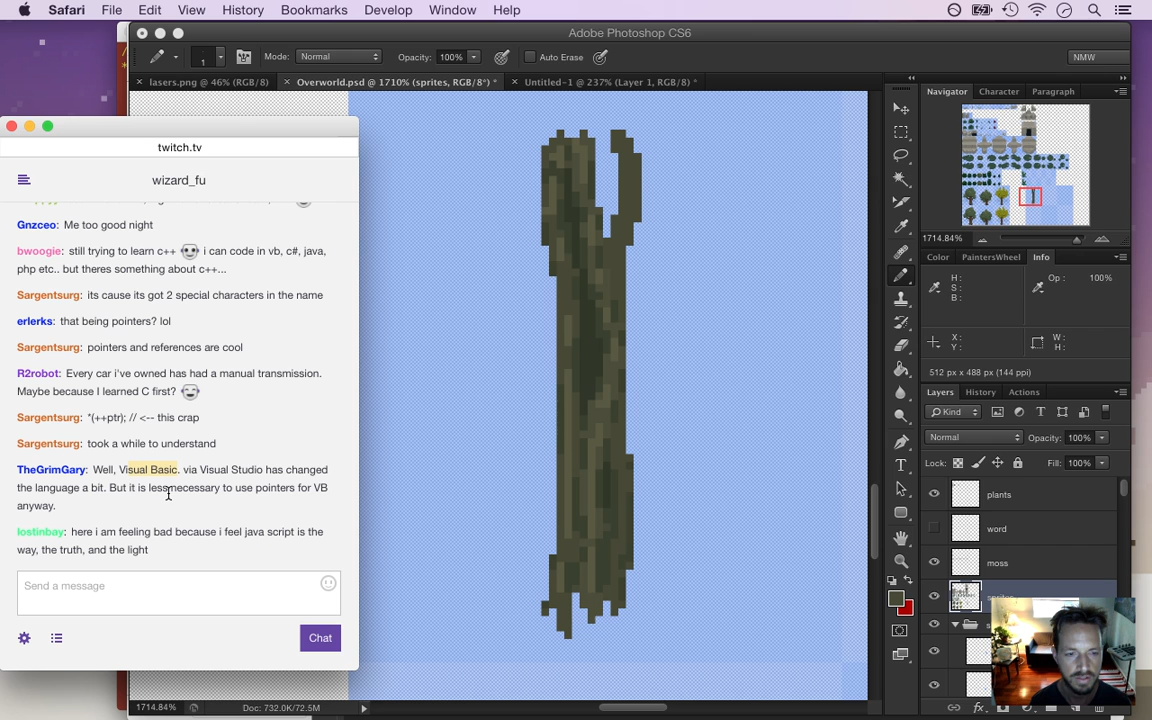 Safari File Edit View History Bookmarks Develop Window Help
Adobe Photoshop CS6
1 Mode: Normal Opacity: 100% Auto Erase NMW
lasers.png @ 46% (RGB/8) Overworld.psd @ 1710% (sprites, RGB/8*) * Untitled-1 @ 237% (Layer 1, RGB/8) *
twitch.tv
wizard_fu
Gnzceo: Me too good night
bwoogie: still trying to learn c++ i can code in vb, c#, java,
php etc.. but theres something about c++...
Sargentsurg: its cause its got 2 special characters in the name
erlerks: that being pointers? lol
Sargentsurg: pointers and references are cool
R2robot: Every car i've owned has had a manual transmission.
Maybe because I learned C first?
Sargentsurg: *(++ptr); // <-- this crap
Sargentsurg: took a while to understand
TheGrimGary: Well, Visual Basic. via Visual Studio has changed
the language a bit. But it is less necessary to use pointers for VB
anyway.
lostinbay: here i am feeling bad because i feel java script is the
way, the truth, and the light
Send a message
Chat
1714.84% Doc: 732.0K/72.5M
Navigator Character Paragraph
1714.84%
Color PaintersWheel Info
H: Op: 100%
S:
B:
X: W:
Y: H:
512 px x 488 px (144 ppi)
Layers History Actions
Kind
Normal Opacity: 100%
Lock: Fill: 100%
plants
word
moss